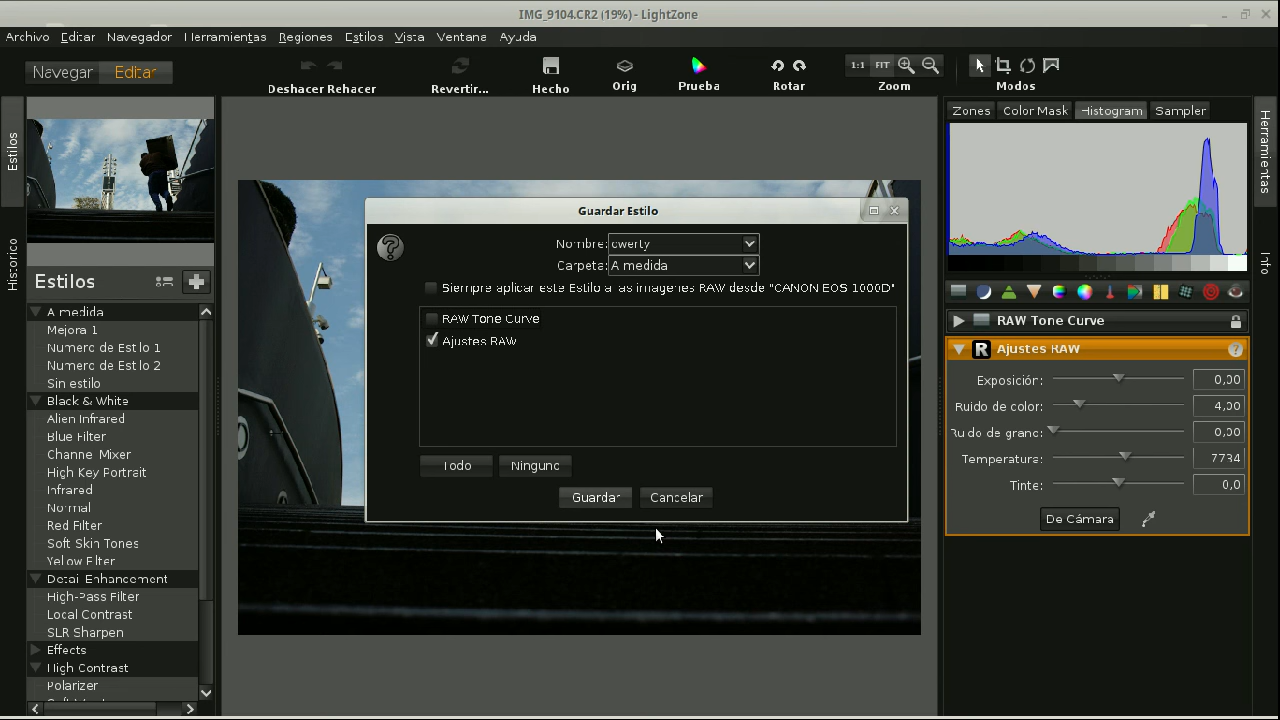 IMG_9104.CR2 (19%) - LightZone
Archivo Editar Navegador Herramientas Regiones Estilos Vista Ventana Ayuda
Navegar Editar
Deshacer Rehacer Revertir... Hecho Orig Prueba Rotar 1:1 FIT Zoom Modos
Zones Color Mask Histogram Sampler
Estilos
Historico
Herramientas
Info
Estilos
A medida
Mejora 1
Numero de Estilo 1
Numero de Estilo 2
Sin estilo
Black & White
Alien Infrared
Blue Filter
Channel Mixer
High Key Portrait
Infrared
Normal
Red Filter
Soft Skin Tones
Yellow Filter
Detail Enhancement
High-Pass Filter
Local Contrast
SLR Sharpen
Effects
High Contrast
Polarizer
Guardar Estilo
Nombre: qwerty
Carpeta: A medida
Siempre aplicar este Estilo a las imagenes RAW desde "CANON EOS 1000D"
RAW Tone Curve
Ajustes RAW
Todo Ninguno
Guardar Cancelar
RAW Tone Curve
R Ajustes RAW ?
Exposición: 0,00
Ruido de color: 4,00
Ruido de grano: 0,00
Temperatura: 7734
Tinte: 0,0
De Cámara